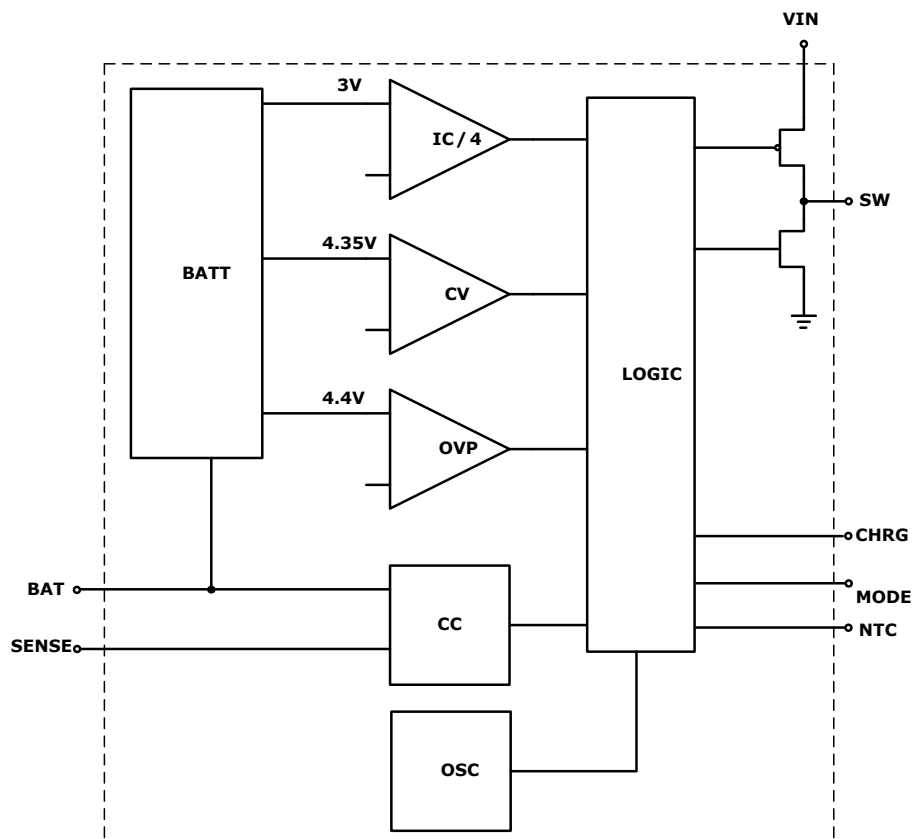 VIN
3V
IC / 4
SW
4.35V
BATT
CV
LOGIC
4.4V
OVP
CHRG
BAT
MODE
CC
NTC
SENSE
OSC